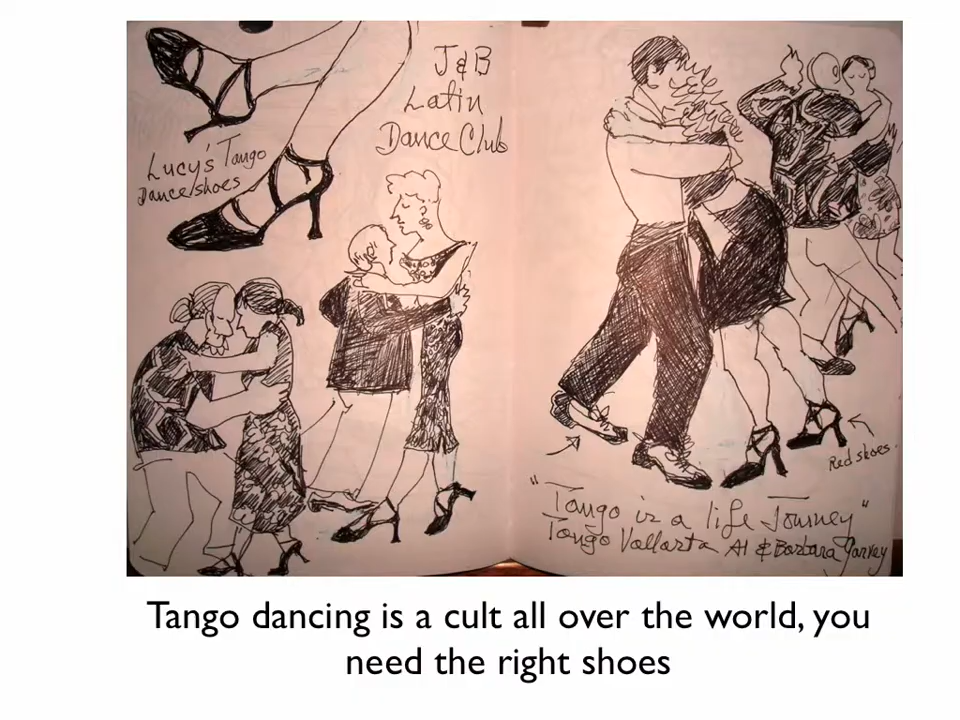 J & B
Latin
Dance Club
Lucy's Tango
Dance shoes
Red shoes.
"Tango is a life Journey"
Tango Vallarta Al & Barbara Garvey
Tango dancing is a cult all over the world, you
need the right shoes